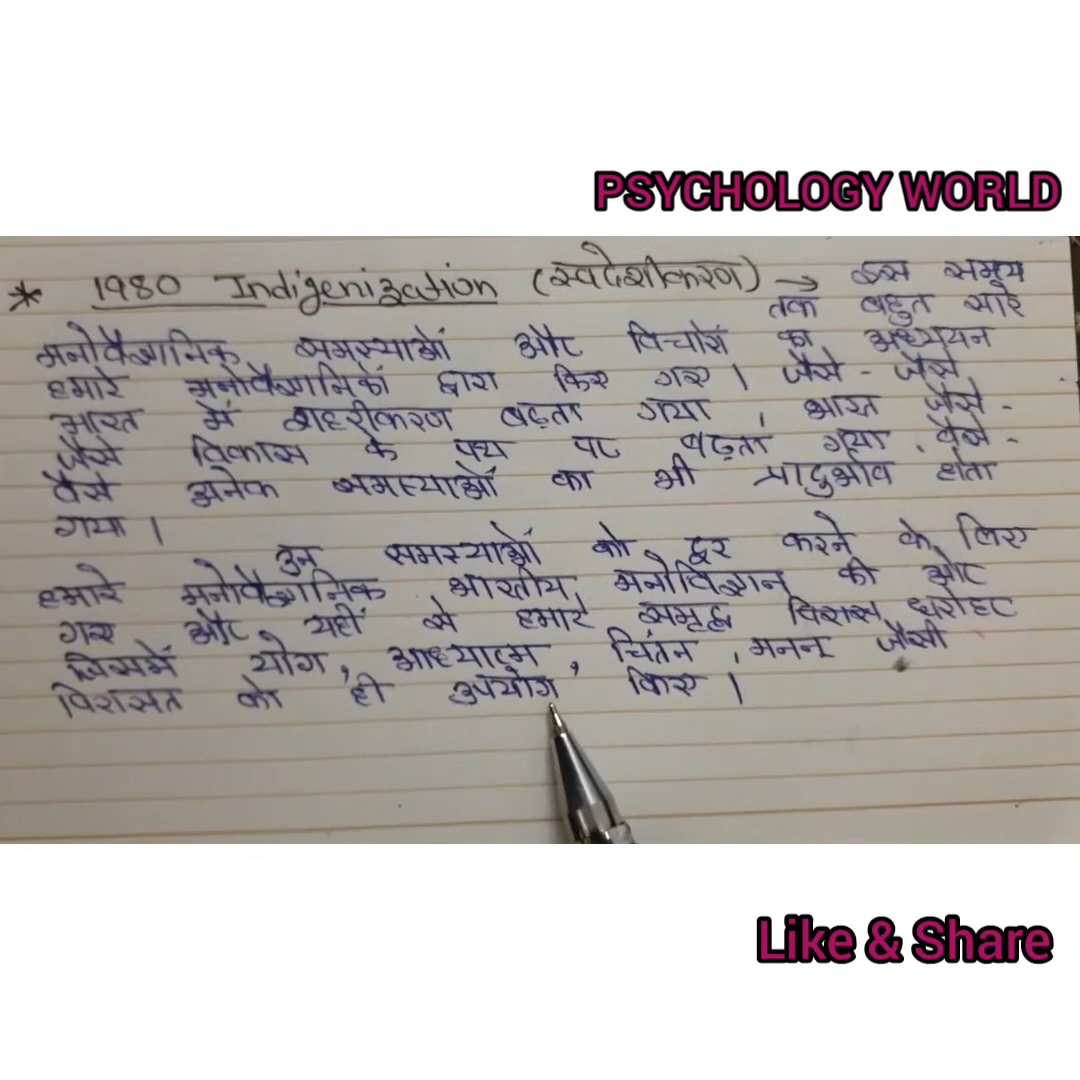 PSYCHOLOGY WORLD
* 1980 Indigenization (स्वदेशीकरण) → इस समय
तक बहुत सारे
मनोवैज्ञानिक समस्याओं और विचारों का अध्ययन
हमारे मनोवैज्ञानिकों द्वारा किए गए। जैसे - जैसे
भारत में शहरीकरण बढ़ता गया, भारत जैसे -
जैसे विकास के पथ पर बढ़ता गया, वैसे -
वैसे अनेक समस्याओं का भी प्रादुर्भाव होता
गया।
उन समस्याओं को दूर करने के लिए
हमारे मनोवैज्ञानिक भारतीय मनोविज्ञान की ओर
गए और यहीं से हमारे समृद्ध विरासत धरोहर
जिसमें योग, आध्यात्म, चिंतन, मनन जैसी
विरासत को ही उपयोग किए।
Like & Share